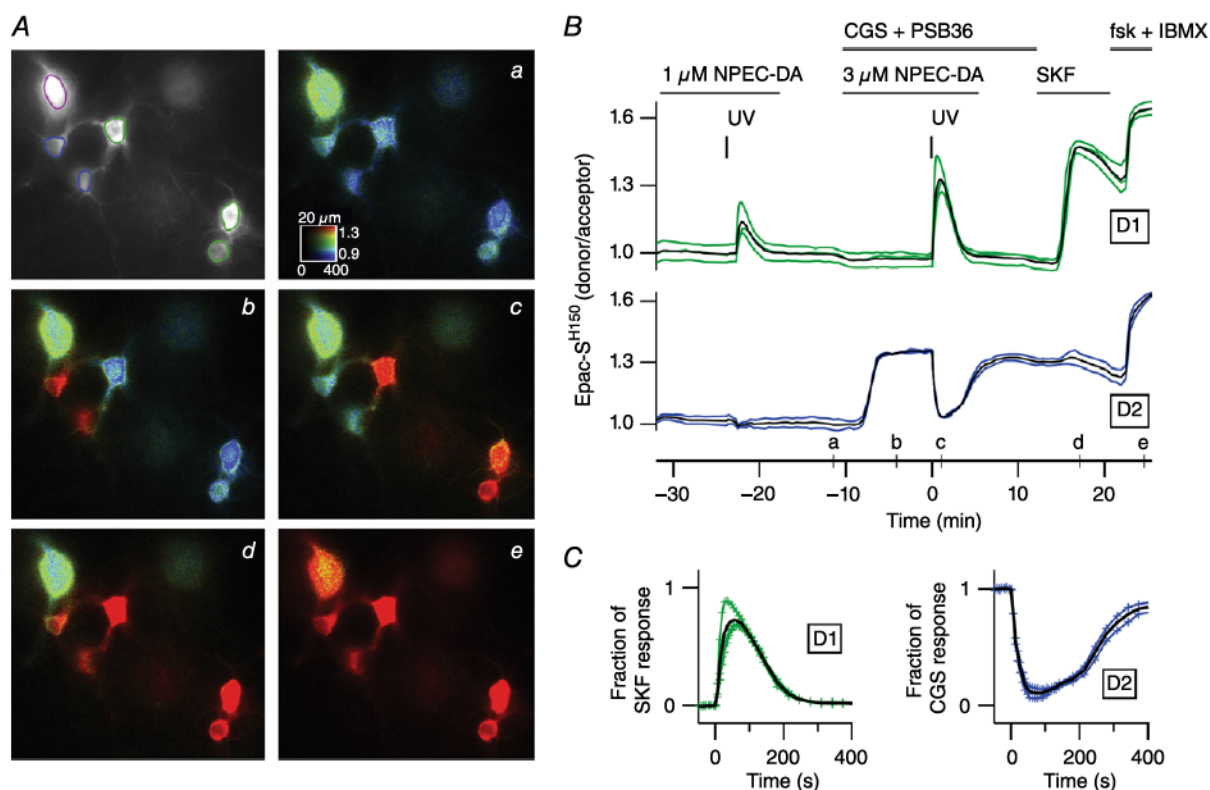 A
a
20 µm
1.3
0.9
0
400
b
c
d
e
B
CGS + PSB36
fsk + IBMX
1 µM NPEC-DA
3 µM NPEC-DA
SKF
UV
UV
Epac-S^H150 (donor/acceptor)
1.6
1.3
1.0
D1
1.6
1.3
1.0
D2
a
b
c
d
e
−30
−20
−10
0
10
20
Time (min)
C
Fraction of
SKF response
1
0
D1
0
200
400
Time (s)
Fraction of
CGS response
1
0
D2
0
200
400
Time (s)